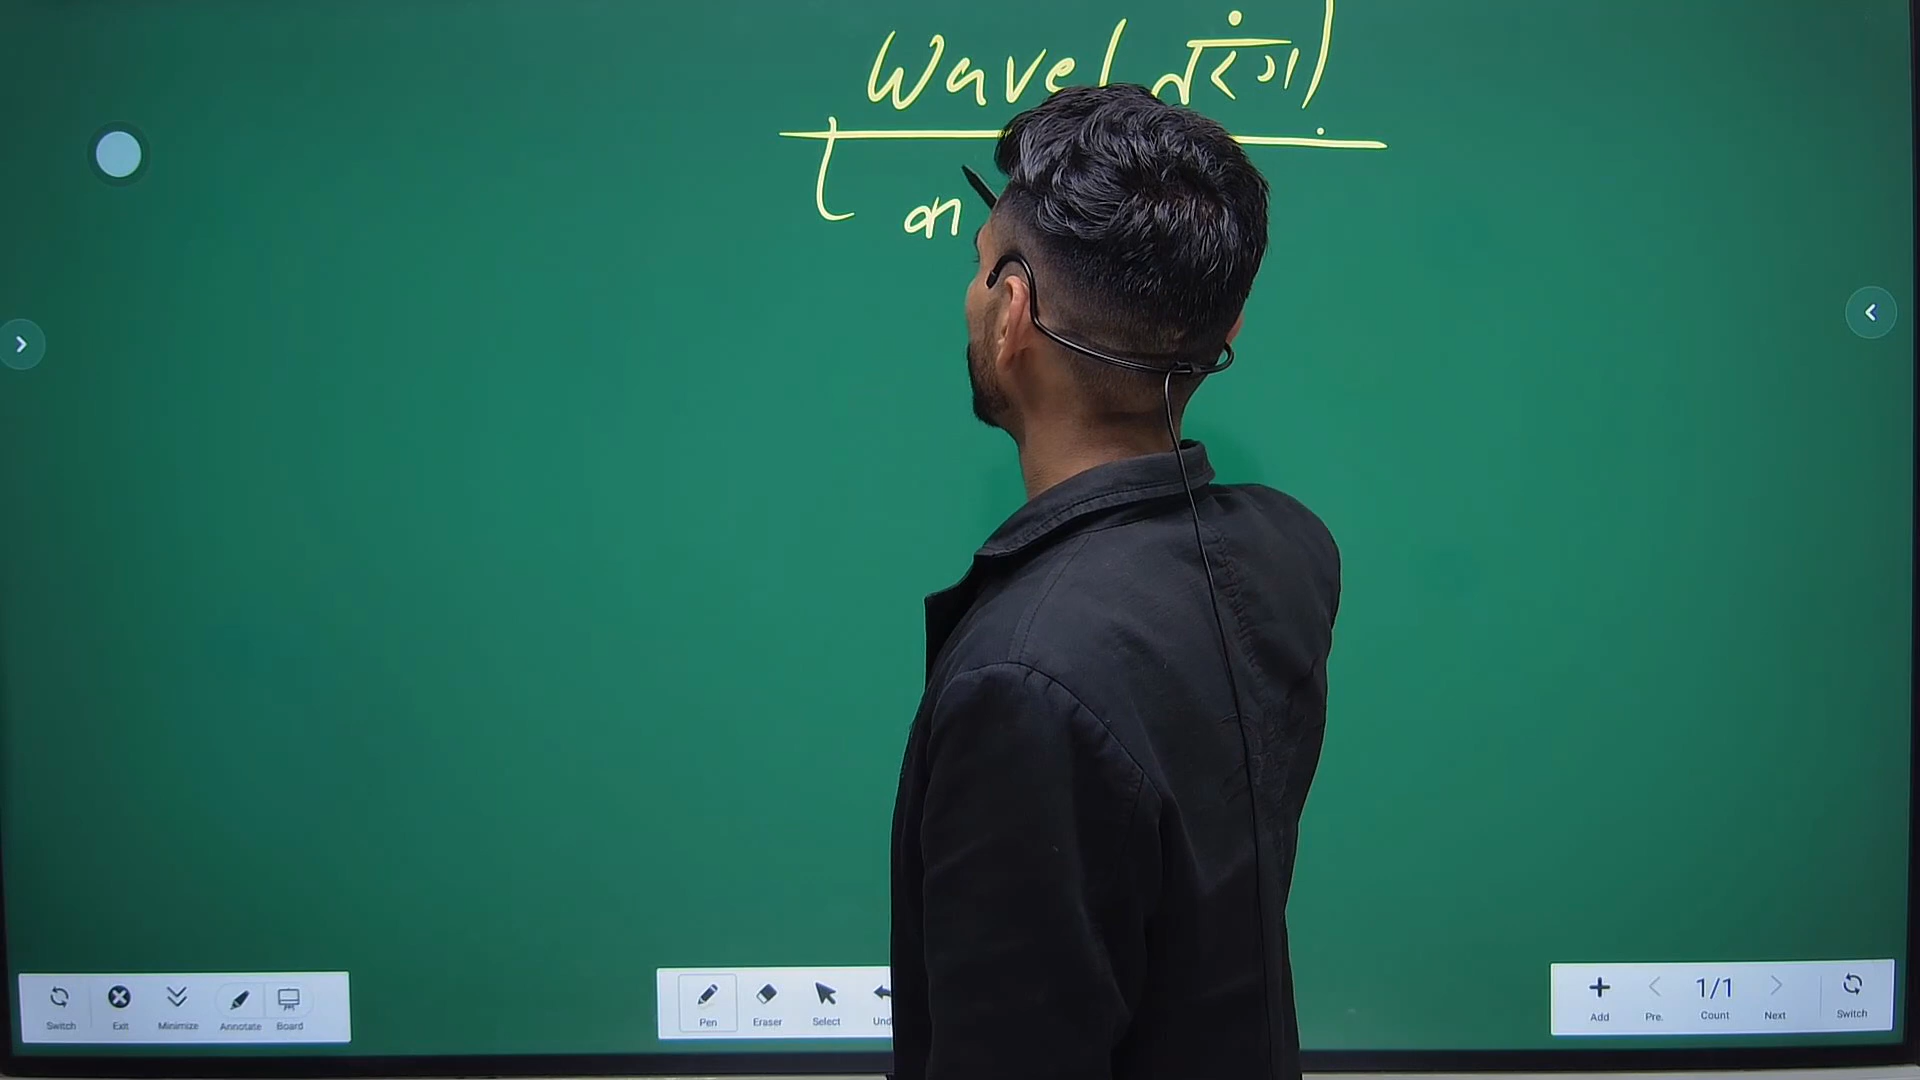 Wave (तरंग)
Switch Exit Minimize Annotate Board
Pen Eraser Select
1/1
Add Pre. Count Next Switch